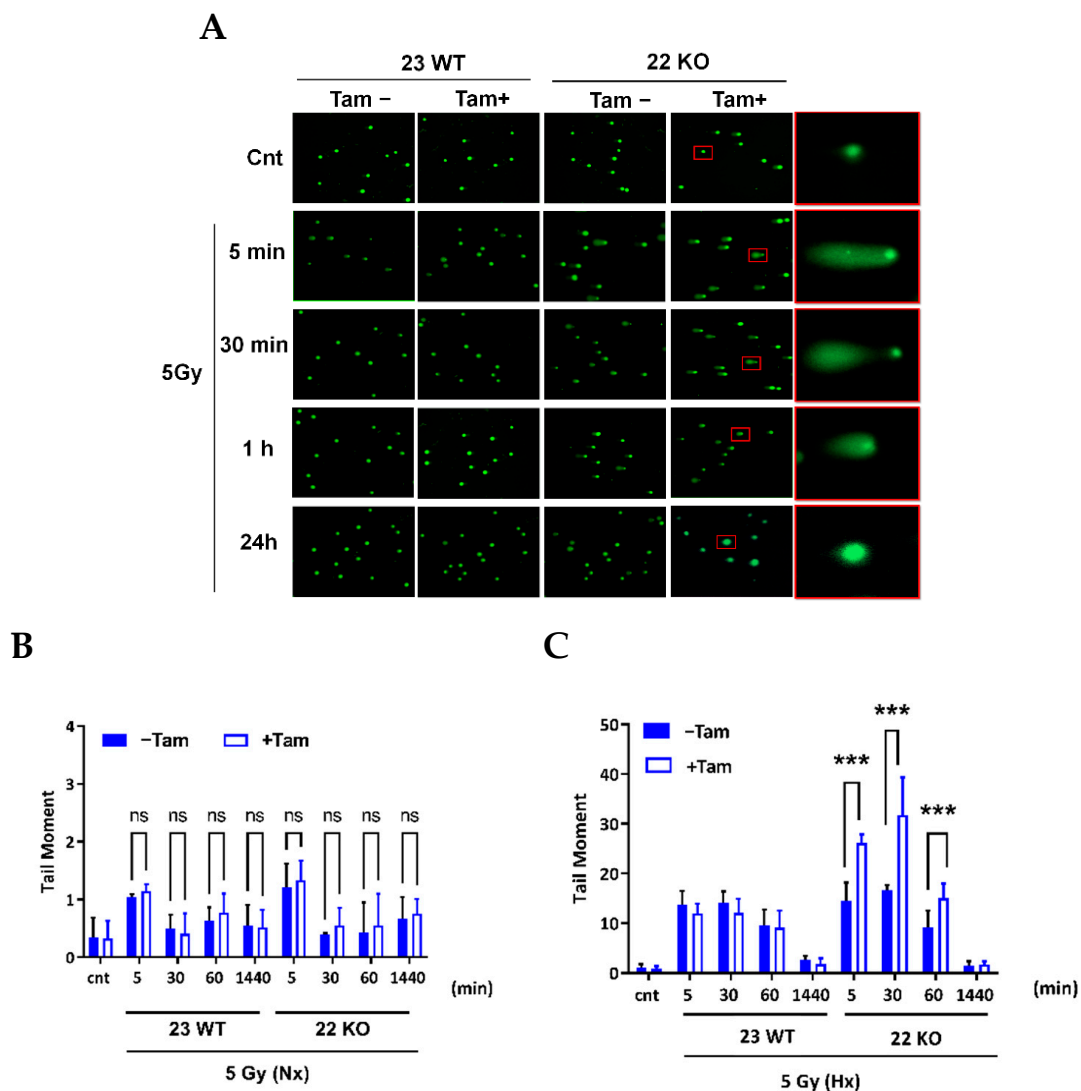 A
23 WT 22 KO
Tam − Tam+ Tam − Tam+
Cnt
5 min
30 min
5Gy
1 h
24h
B
C
4
3
2
1
0
Tail Moment
−Tam +Tam
ns ns ns ns ns ns ns ns
cnt 5 30 60 1440 5 30 60 1440 (min)
23 WT 22 KO
5 Gy (Nx)
50
40
30
20
10
0
Tail Moment
−Tam
+Tam
*** *** ***
cnt 5 30 60 1440 5 30 60 1440 (min)
23 WT 22 KO
5 Gy (Hx)